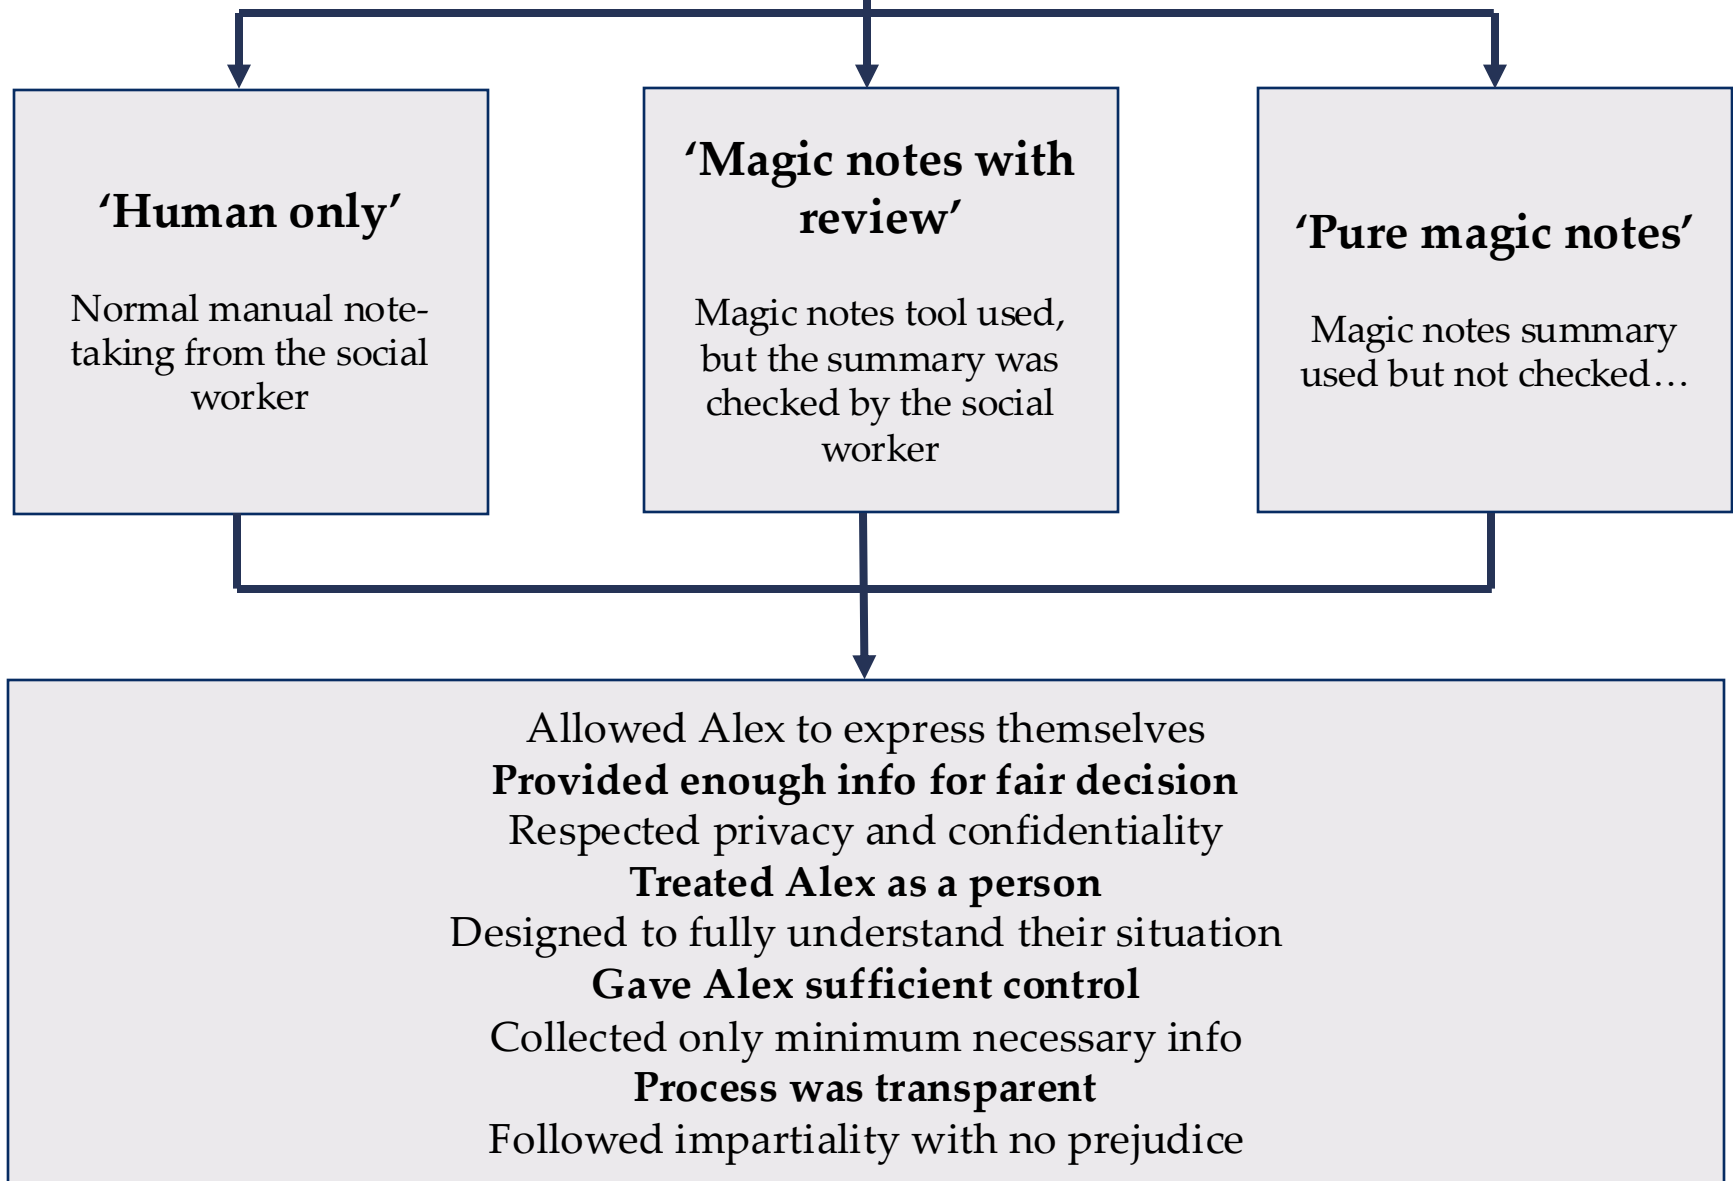 ‘Human only’
Normal manual note-
taking from the social
worker
‘Magic notes with
review’
Magic notes tool used,
but the summary was
checked by the social
worker
‘Pure magic notes’
Magic notes summary
used but not checked…
Allowed Alex to express themselves
Provided enough info for fair decision
Respected privacy and confidentiality
Treated Alex as a person
Designed to fully understand their situation
Gave Alex sufficient control
Collected only minimum necessary info
Process was transparent
Followed impartiality with no prejudice